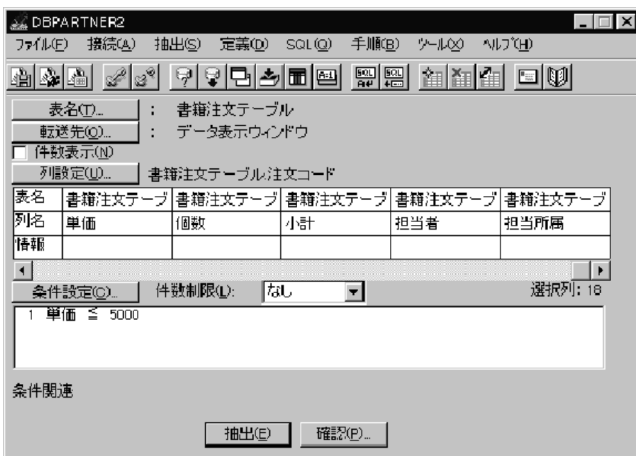 DBPARTNER2
ファイル(F) 接続(A) 抽出(S) 定義(D) SQL(Q) 手順(B) ツール(X) ヘルプ(H)
表名(T)... : 書籍注文テーブル
転送先(O)... : データ表示ウィンドウ
件数表示(N)
列設定(U)... 書籍注文テーブル.注文コード
表名 書籍注文テーブ 書籍注文テーブ 書籍注文テーブ 書籍注文テーブ 書籍注文テーブ
列名 単価 個数 小計 担当者 担当所属
情報
条件設定(C)... 件数制限(L): なし 選択列: 18
1 単価 ≦ 5000
条件関連
抽出(E) 確認(P)...